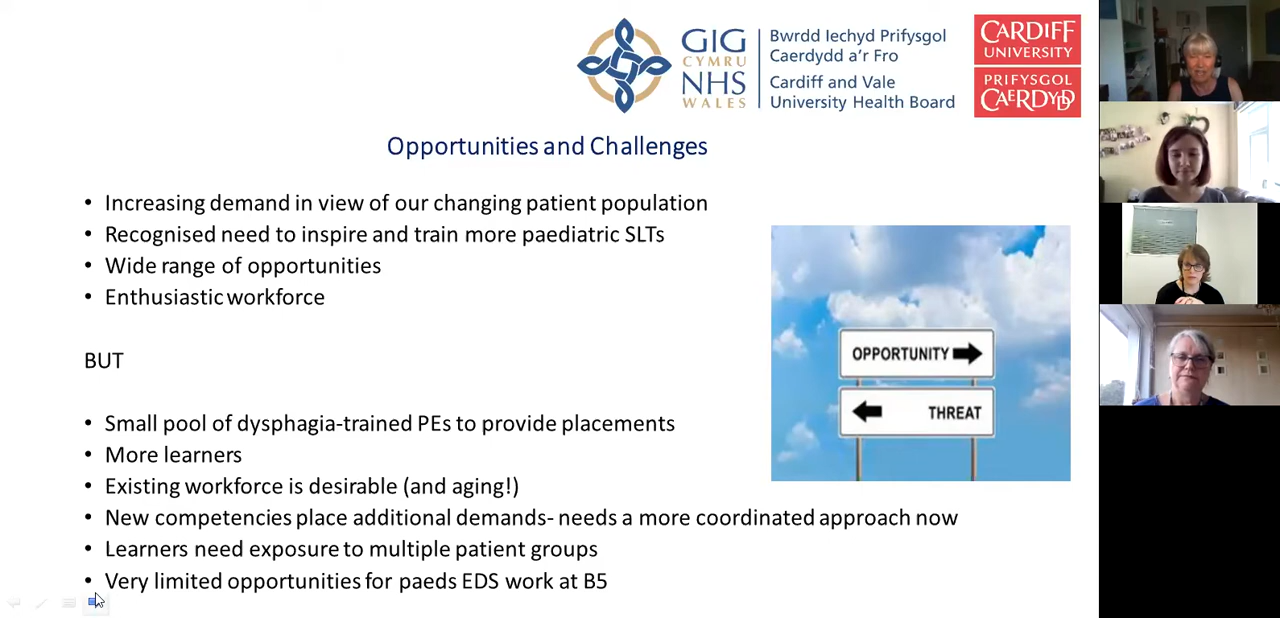 GIG
CYMRU
NHS
WALES
Bwrdd Iechyd Prifysgol
Caerdydd a'r Fro
Cardiff and Vale
University Health Board
CARDIFF
UNIVERSITY
PRIFYSGOL
CAERDYDD
Opportunities and Challenges
• Increasing demand in view of our changing patient population
• Recognised need to inspire and train more paediatric SLTs
• Wide range of opportunities
• Enthusiastic workforce
BUT
• Small pool of dysphagia-trained PEs to provide placements
• More learners
• Existing workforce is desirable (and aging!)
• New competencies place additional demands- needs a more coordinated approach now
• Learners need exposure to multiple patient groups
• Very limited opportunities for paeds EDS work at B5
OPPORTUNITY
THREAT